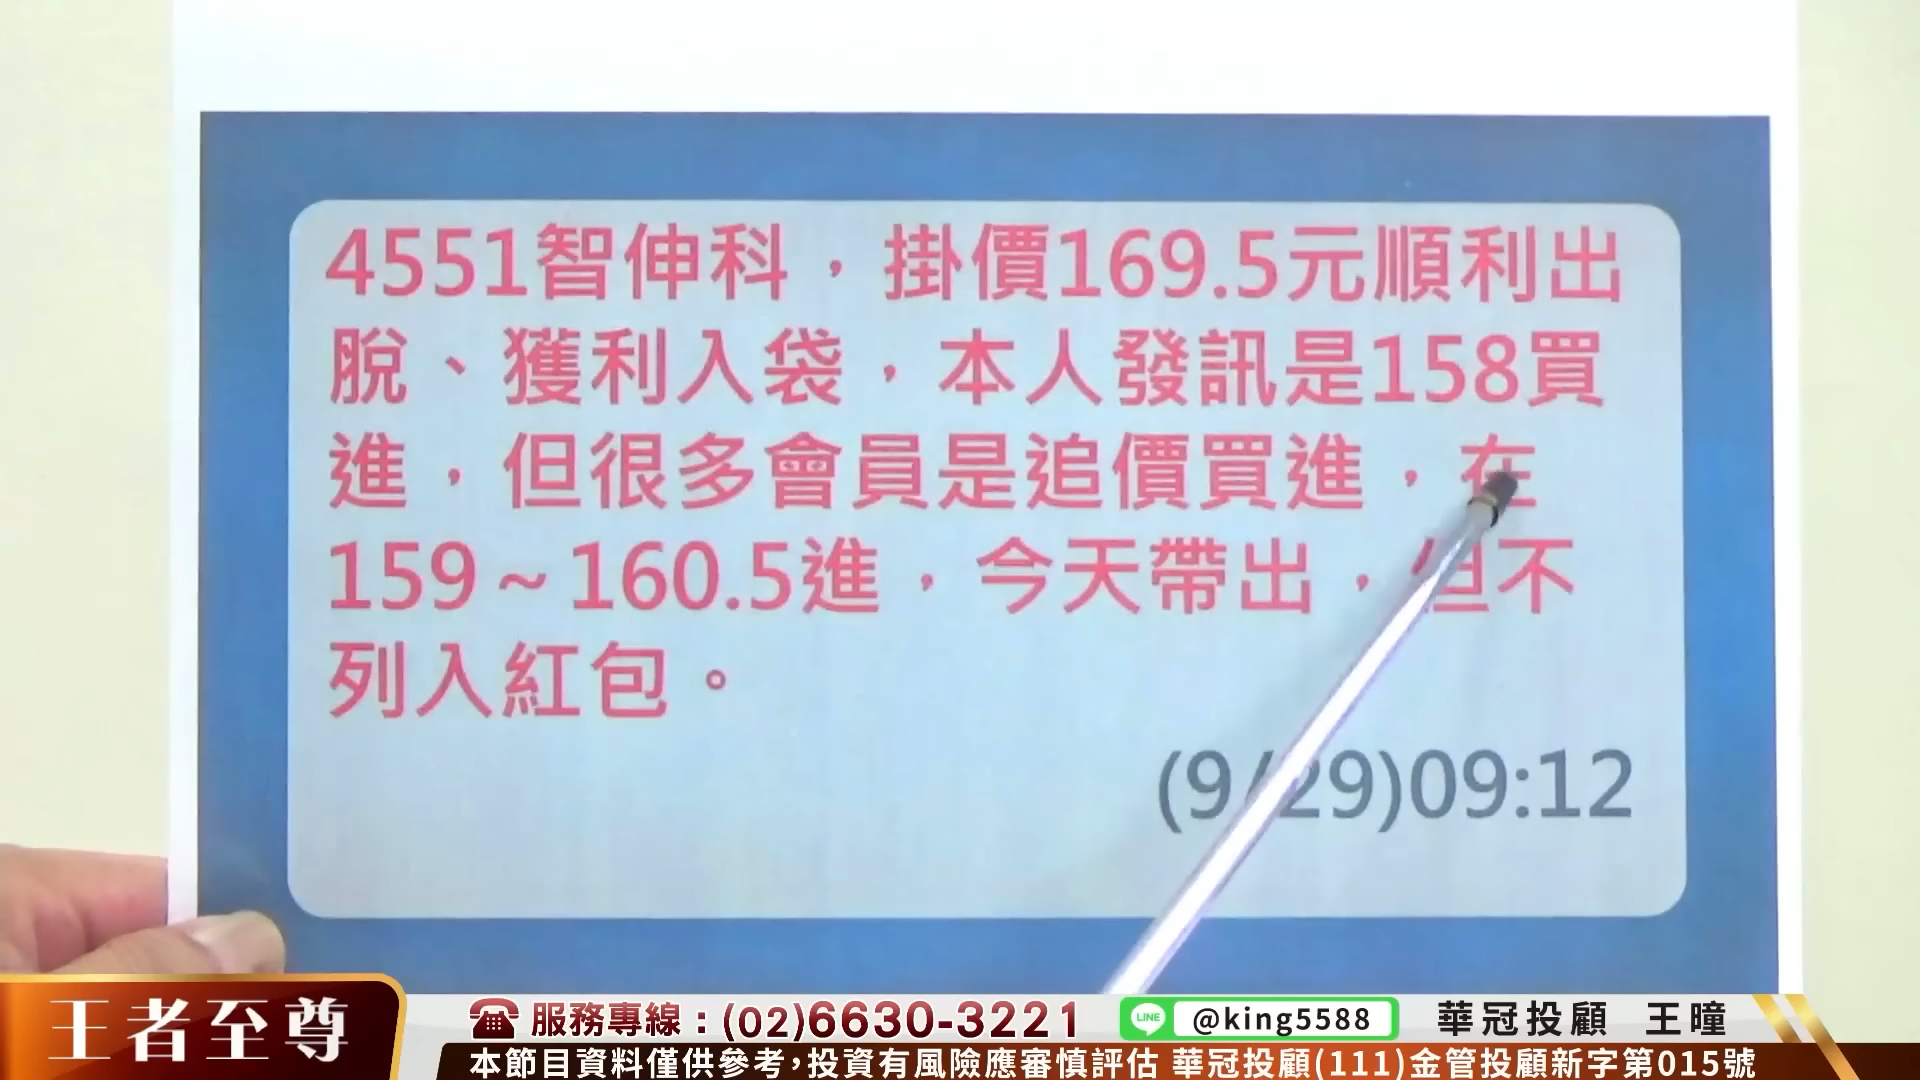 4551智伸科，掛價169.5元順利出
脫、獲利入袋，本人發訊是158買
進，但很多會員是追價買進，在
159～160.5進，今天帶出，但不
列入紅包。
(9/29)09:12
王者至尊
服務專線：(02)6630-3221
LINE
@king5588
華冠投顧 王曈
本節目資料僅供參考,投資有風險應審慎評估 華冠投顧(111)金管投顧新字第015號